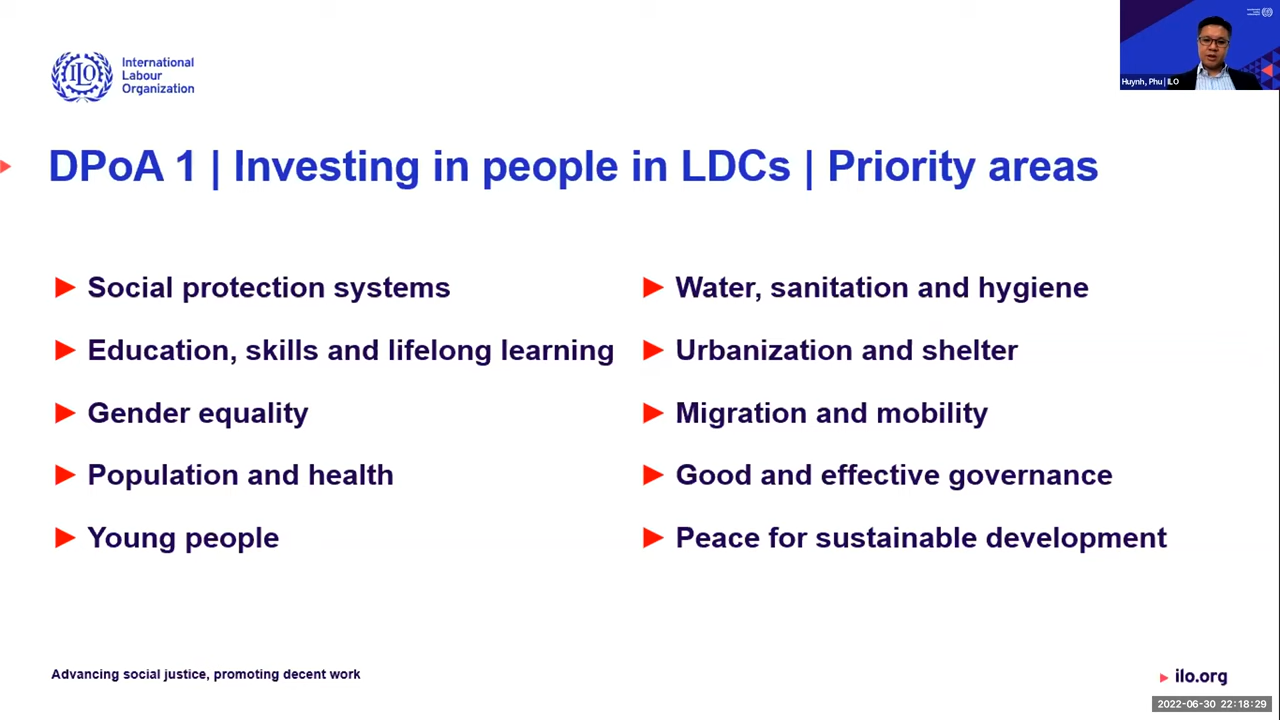 ILO
International
Labour
Organization
Huynh, Phu | ILO
DPoA 1 | Investing in people in LDCs | Priority areas
Social protection systems
Education, skills and lifelong learning
Gender equality
Population and health
Young people
Water, sanitation and hygiene
Urbanization and shelter
Migration and mobility
Good and effective governance
Peace for sustainable development
Advancing social justice, promoting decent work
ilo.org
2022-06-30 22:18:29